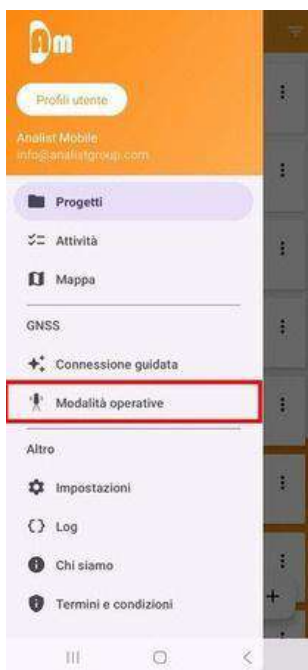 Am
Profili utente
Analist Mobile
info@analistgroup.com
Progetti
Attività
Mappa
GNSS
Connessione guidata
Modalità operative
Altro
Impostazioni
Log
Chi siamo
Termini e condizioni